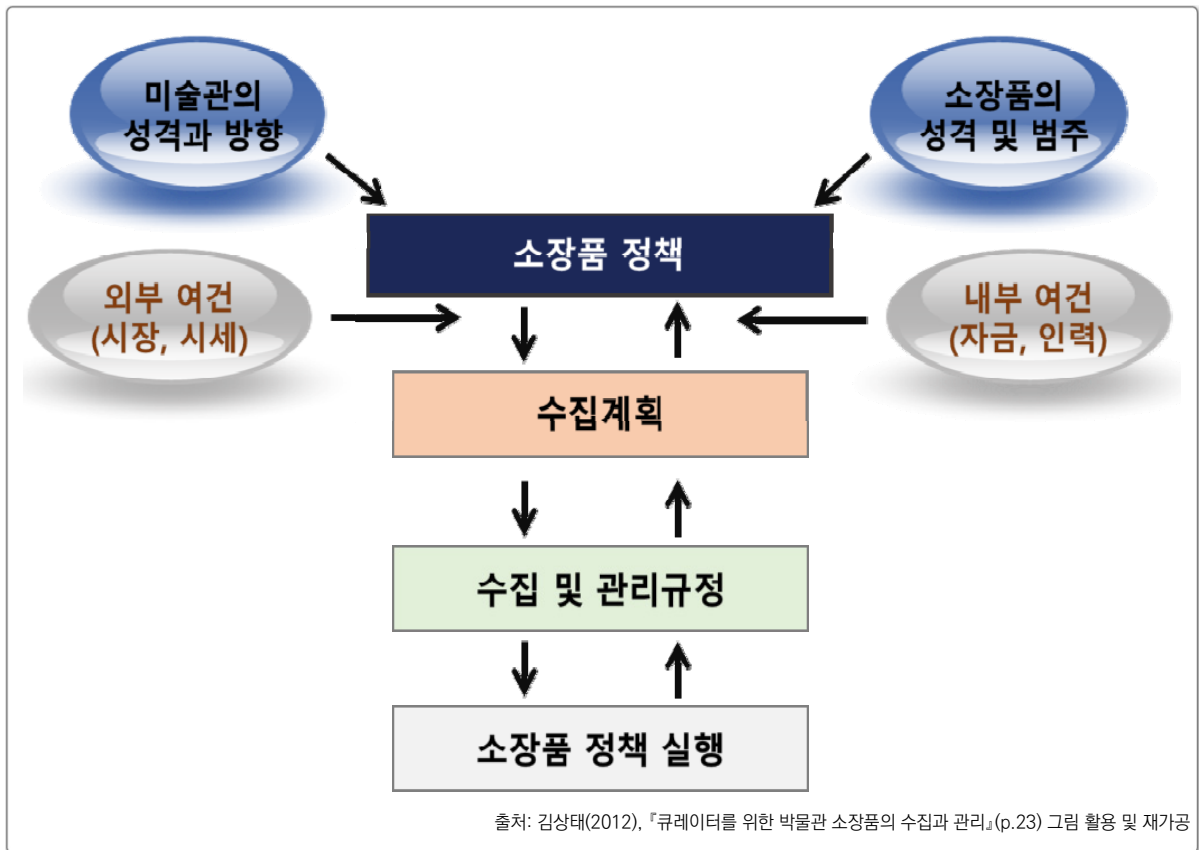 미술관의
성격과 방향
소장품의
성격 및 범주
소장품 정책
외부 여건
(시장, 시세)
내부 여건
(자금, 인력)
수집계획
수집 및 관리규정
소장품 정책 실행
출처: 김상태(2012), 『큐레이터를 위한 박물관 소장품의 수집과 관리』(p.23) 그림 활용 및 재가공